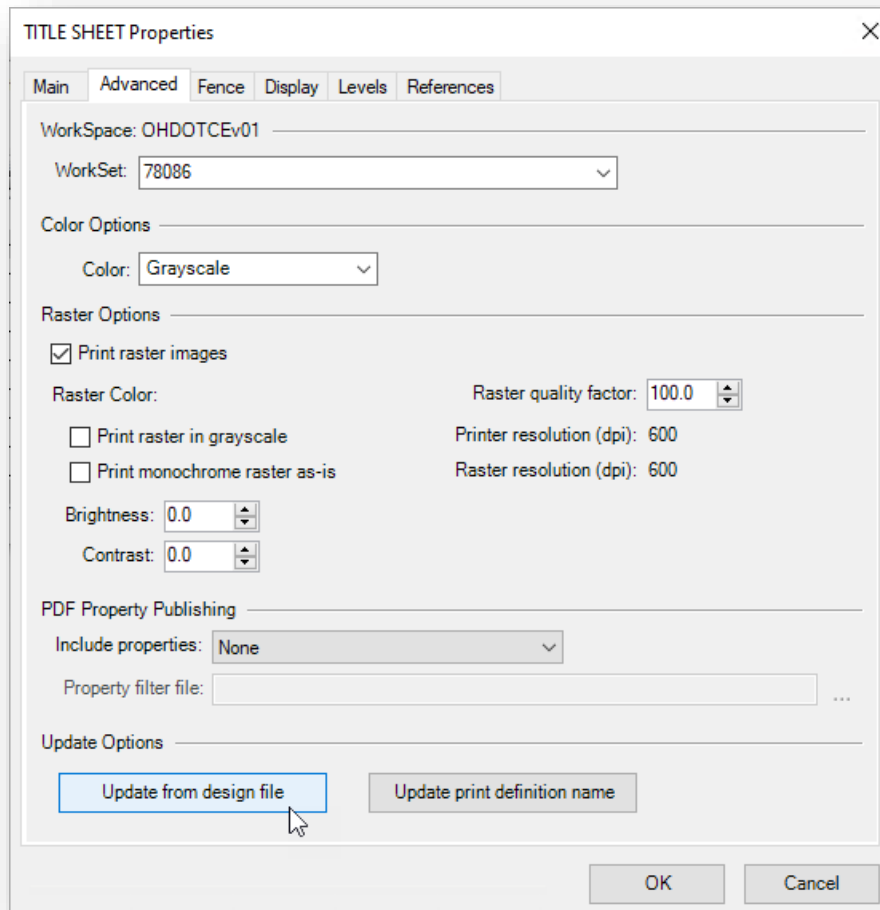 TITLE SHEET Properties
Main Advanced Fence Display Levels References
WorkSpace: OHDOTCEv01
WorkSet: 78086
Color Options
Color: Grayscale
Raster Options
Print raster images
Raster Color: Raster quality factor: 100.0
Print raster in grayscale Printer resolution (dpi): 600
Print monochrome raster as-is Raster resolution (dpi): 600
Brightness: 0.0
Contrast: 0.0
PDF Property Publishing
Include properties: None
Property filter file: ...
Update Options
Update from design file Update print definition name
OK Cancel